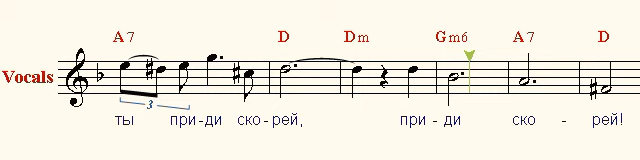 A7 D Dm Gm6 A7 D
Vocals
3
ты при-ди ско-рей, при-ди ско - рей!